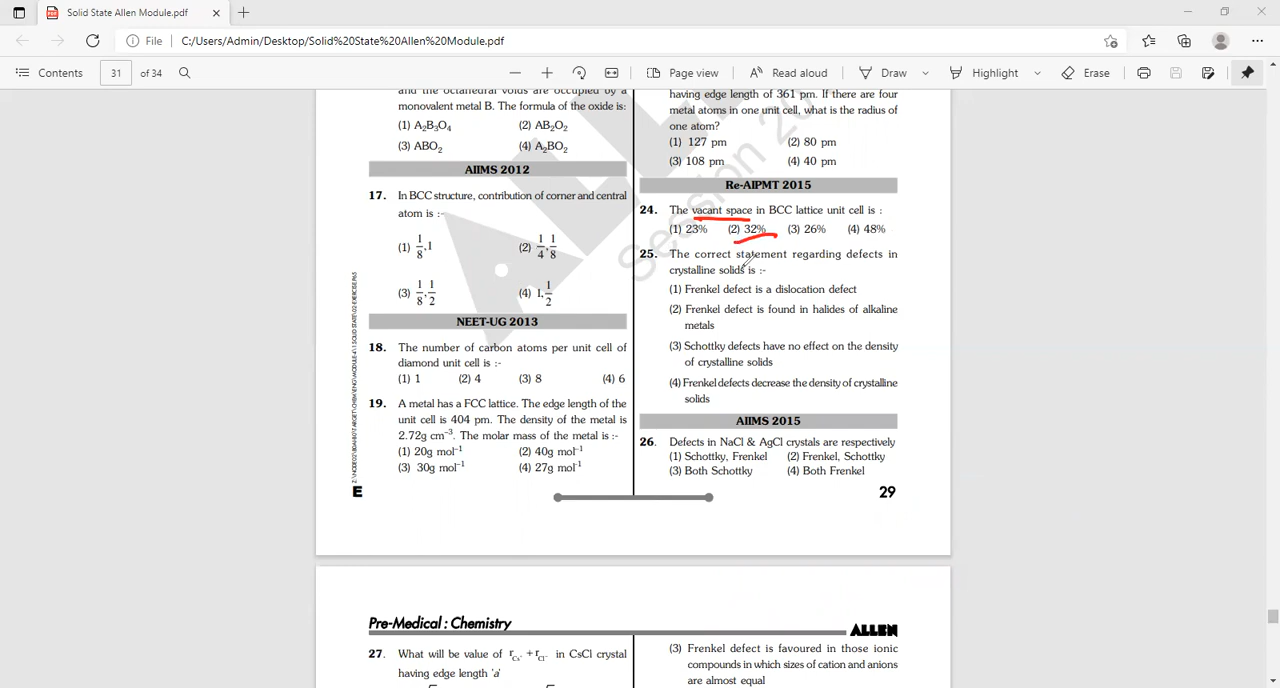 Solid State Allen Module.pdf
File C:/Users/Admin/Desktop/Solid%20State%20Allen%20Module.pdf
Contents 31 of 34 Page view Read aloud Draw Highlight Erase
and the octahedral voids are occupied by a
monovalent metal B. The formula of the oxide is:
(1) A₂B₃O₄ (2) AB₂O₂
(3) ABO₂ (4) A₂BO₂
AIIMS 2012
17. In BCC structure, contribution of corner and central
atom is :-
(1) 1/8, 1 (2) 1/4, 1/8
(3) 1/8, 1/2 (4) 1, 1/2
NEET-UG 2013
18. The number of carbon atoms per unit cell of
diamond unit cell is :-
(1) 1 (2) 4 (3) 8 (4) 6
19. A metal has a FCC lattice. The edge length of the
unit cell is 404 pm. The density of the metal is
2.72g cm⁻³. The molar mass of the metal is :-
(1) 20g mol⁻¹ (2) 40g mol⁻¹
(3) 30g mol⁻¹ (4) 27g mol⁻¹
E
having edge length of 361 pm. If there are four
metal atoms in one unit cell, what is the radius of
one atom?
(1) 127 pm (2) 80 pm
(3) 108 pm (4) 40 pm
Re-AIPMT 2015
24. The vacant space in BCC lattice unit cell is :
(1) 23% (2) 32% (3) 26% (4) 48%
25. The correct statement regarding defects in
crystalline solids is :-
(1) Frenkel defect is a dislocation defect
(2) Frenkel defect is found in halides of alkaline
metals
(3) Schottky defects have no effect on the density
of crystalline solids
(4) Frenkel defects decrease the density of crystalline
solids
AIIMS 2015
26. Defects in NaCl & AgCl crystals are respectively
(1) Schottky, Frenkel (2) Frenkel, Schottky
(3) Both Schottky (4) Both Frenkel
29
Pre-Medical : Chemistry
ALLEN
27. What will be value of r Cs⁺ + r Cl⁻ in CsCl crystal
having edge length 'a'
(3) Frenkel defect is favoured in those ionic
compounds in which sizes of cation and anions
are almost equal